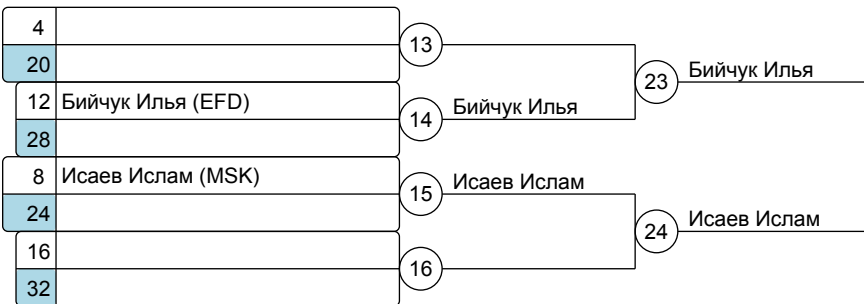 4
13
20
23 Бийчук Илья
12 Бийчук Илья (EFD)
14 Бийчук Илья
28
8 Исаев Ислам (MSK)
15 Исаев Ислам
24
24 Исаев Ислам
16
16
32